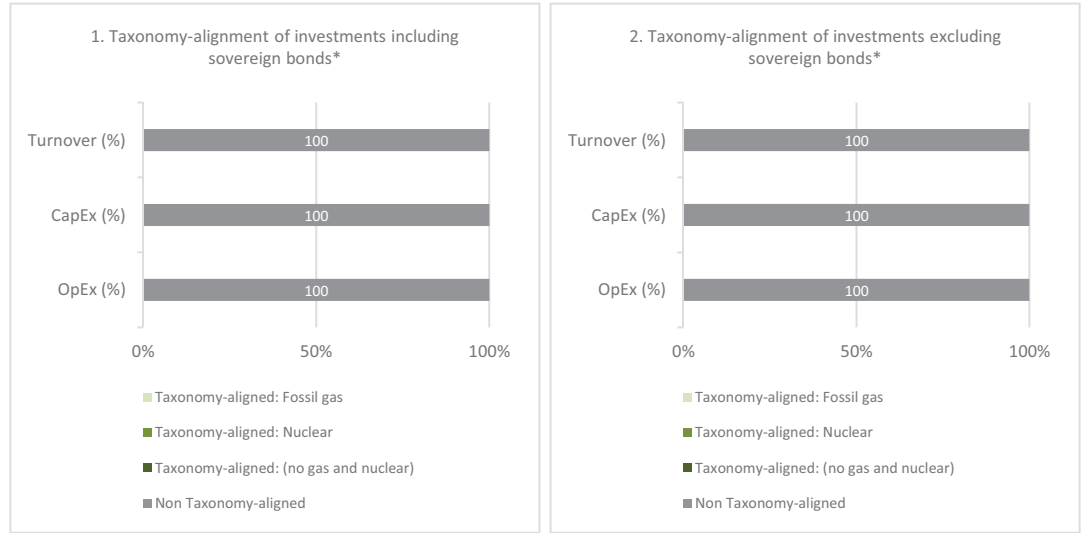 1. Taxonomy-alignment of investments including
sovereign bonds*
Turnover (%)
100
CapEx (%)
100
OpEx (%)
100
0%
50%
100%
Taxonomy-aligned: Fossil gas
Taxonomy-aligned: Nuclear
Taxonomy-aligned: (no gas and nuclear)
Non Taxonomy-aligned
2. Taxonomy-alignment of investments excluding
sovereign bonds*
Turnover (%)
100
CapEx (%)
100
OpEx (%)
100
0%
50%
100%
Taxonomy-aligned: Fossil gas
Taxonomy-aligned: Nuclear
Taxonomy-aligned: (no gas and nuclear)
Non Taxonomy-aligned